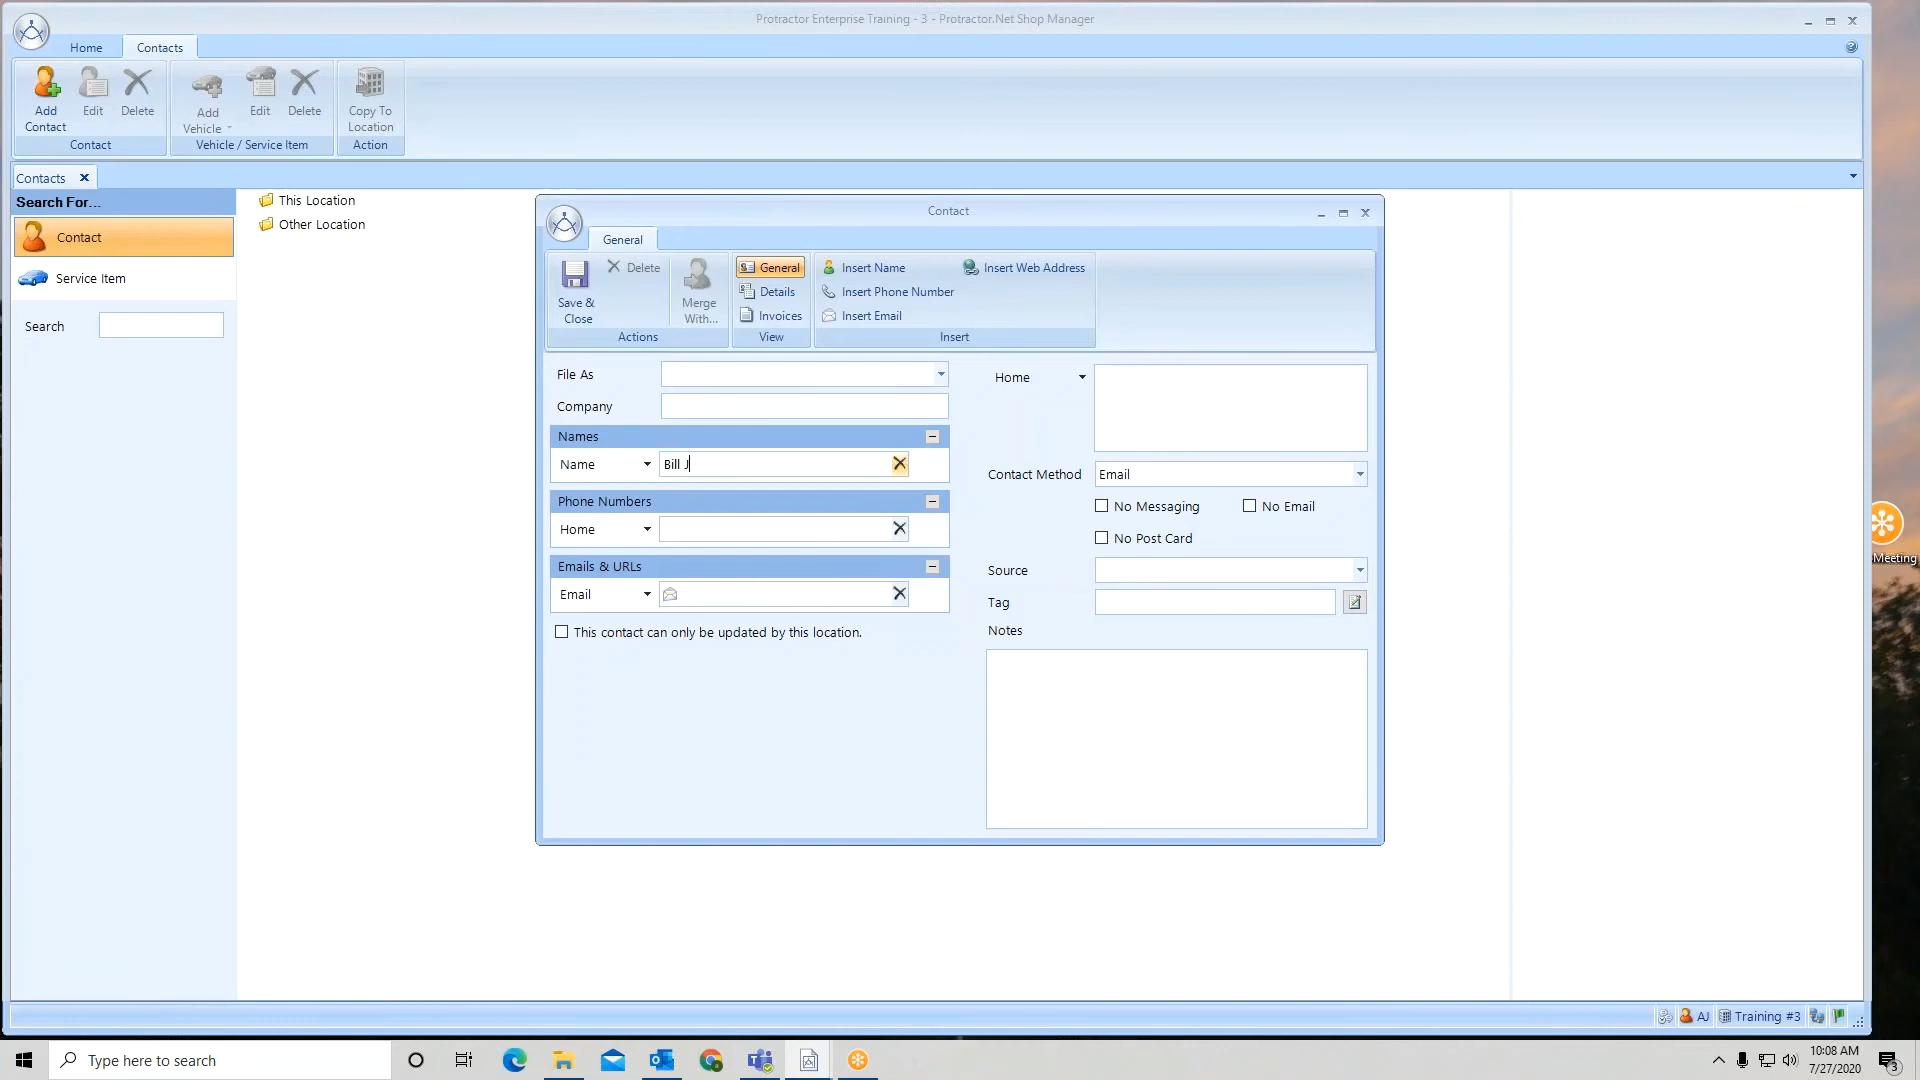 Protractor Enterprise Training - 3 - Protractor.Net Shop Manager
Home Contacts
Add Contact Edit Delete
Contact
Add Vehicle Edit Delete
Vehicle / Service Item
Copy To Location
Action
Contacts
Search For...
Contact
Service Item
Search
This Location
Other Location
Contact
General
Save & Close
Delete
Merge With...
Actions
General
Details
Invoices
View
Insert Name
Insert Phone Number
Insert Email
Insert Web Address
Insert
File As
Company
Names
Name Bill J
Phone Numbers
Home
Emails & URLs
Email
This contact can only be updated by this location.
Home
Contact Method Email
No Messaging No Email
No Post Card
Source
Tag
Notes
Meeting
AJ Training #3
Type here to search
10:08 AM
7/27/2020
3